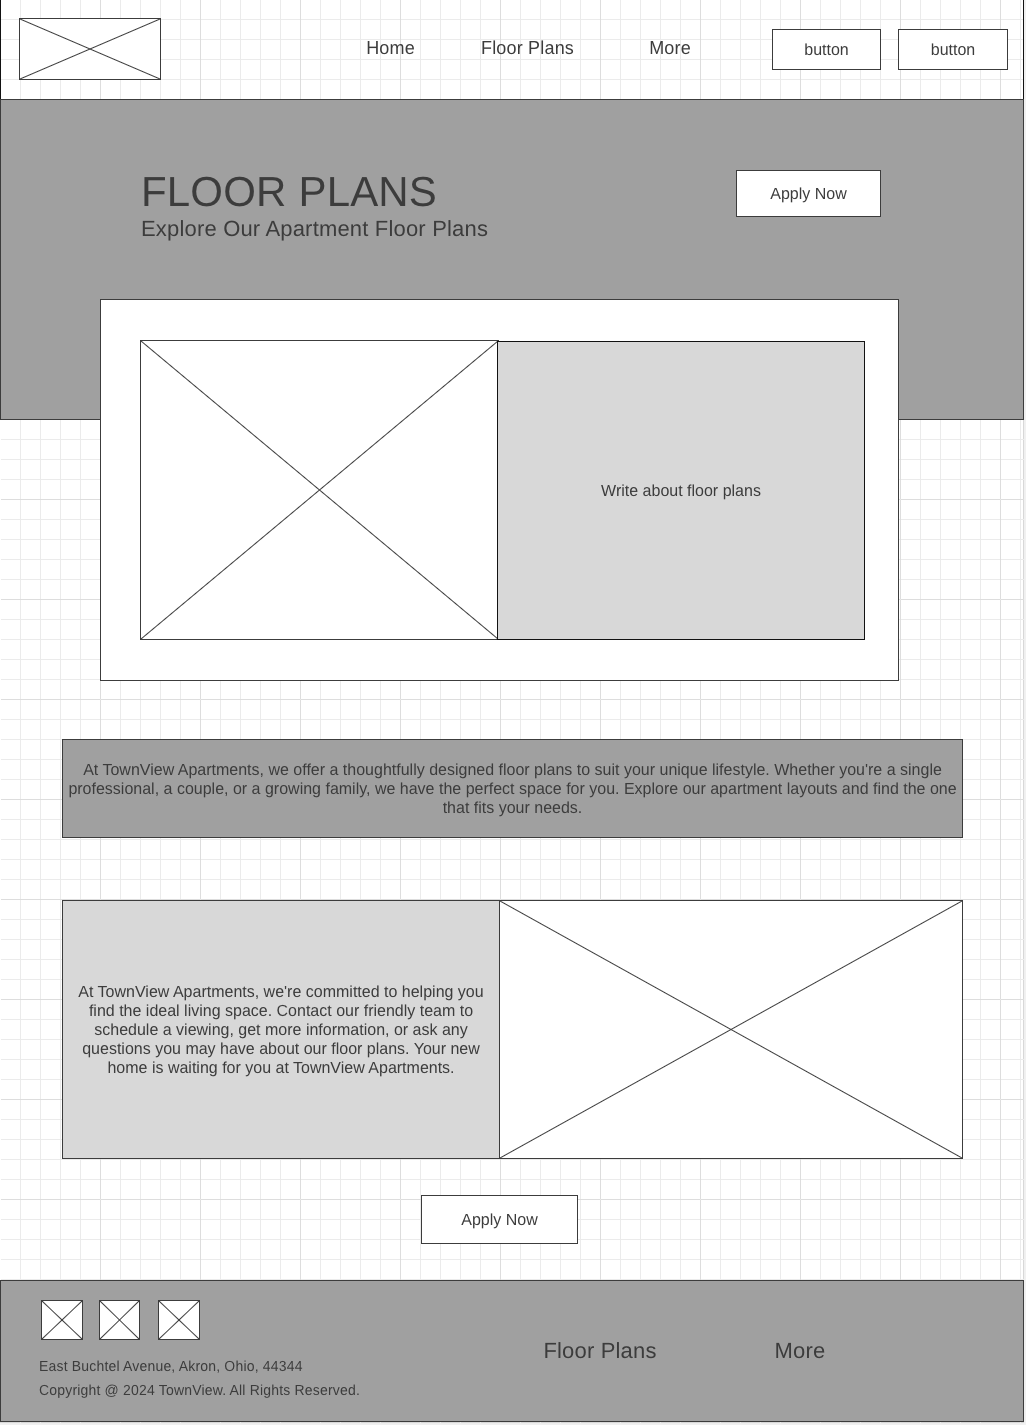 Home
Floor Plans
More
button
button
FLOOR PLANS
Explore Our Apartment Floor Plans
Apply Now
Write about floor plans
At TownView Apartments, we offer a thoughtfully designed floor plans to suit your unique lifestyle. Whether you're a single
professional, a couple, or a growing family, we have the perfect space for you. Explore our apartment layouts and find the one
that fits your needs.
At TownView Apartments, we're committed to helping you
find the ideal living space. Contact our friendly team to
schedule a viewing, get more information, or ask any
questions you may have about our floor plans. Your new
home is waiting for you at TownView Apartments.
Apply Now
East Buchtel Avenue, Akron, Ohio, 44344
Copyright @ 2024 TownView. All Rights Reserved.
Floor Plans
More